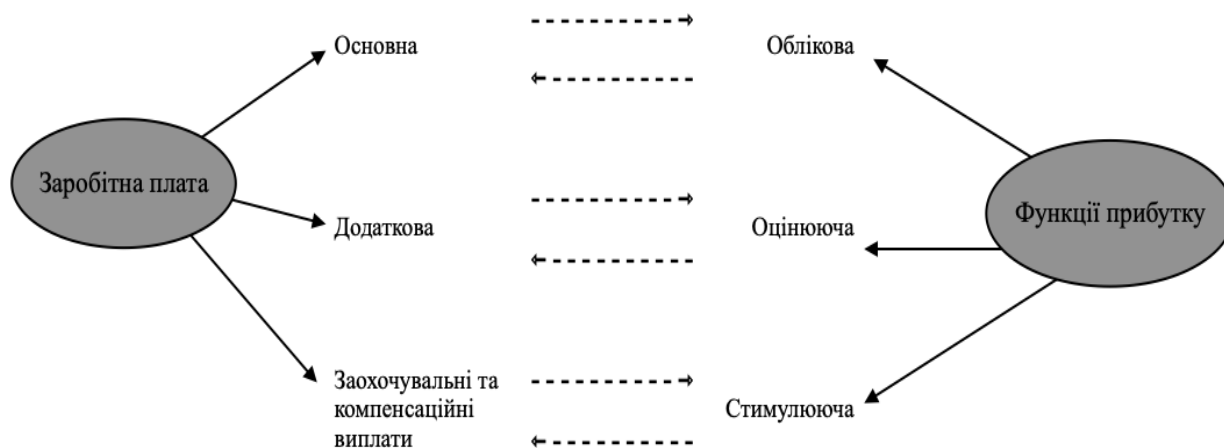 Основна
Облікова
Заробітна плата
Функції прибутку
Додаткова
Оцінююча
Заохочувальні та
компенсаційні
виплати
Стимулююча